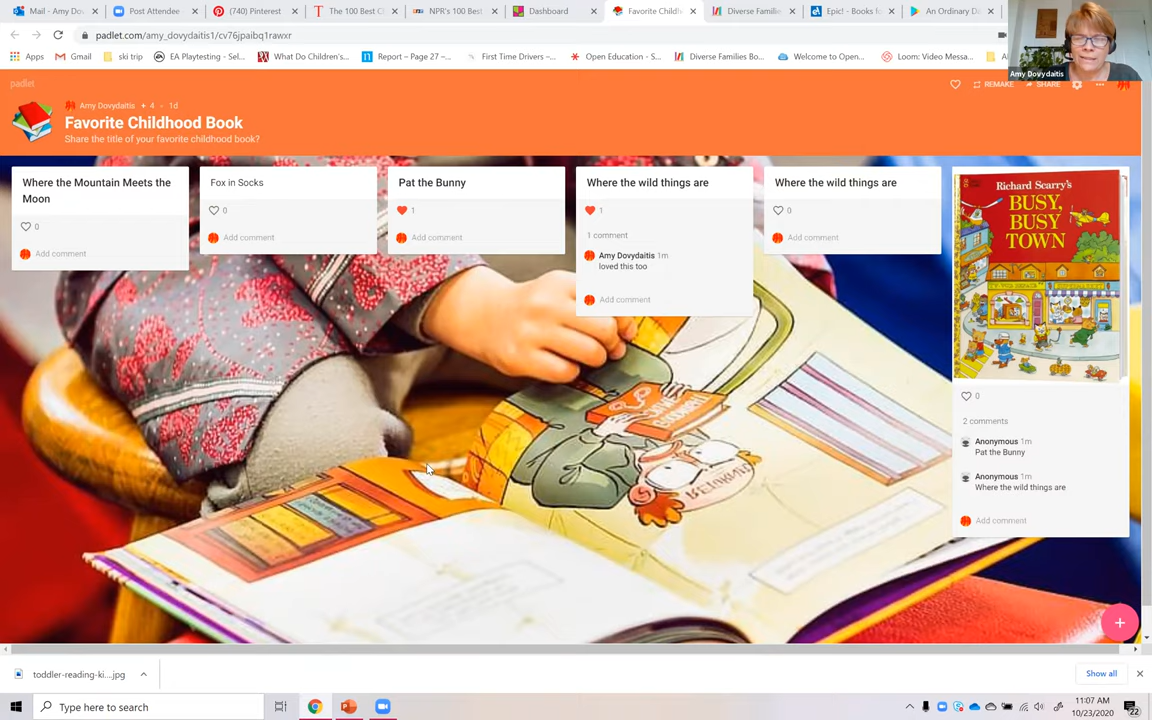 Mail - Amy Do
Post Attendee
(740) Pinterest
The 100 Best C
NPR's 100 Best
Dashboard
Favorite Childh
Diverse Familie
Epic! - Books fo
An Ordinary D
padlet.com/amy_dovydaitis1/cv76jpaibq1rawxr
Apps
Gmail
ski trip
EA Playtesting - Sel...
What Do Children's...
Report – Page 27 –...
First Time Drivers –...
Open Education - S...
Diverse Families Bo...
Welcome to Open...
Loom: Video Messa...
Amy Dovydaitis
padlet
REMAKE
SHARE
Amy Dovydaitis + 4 · 1d
Favorite Childhood Book
Share the title of your favorite childhood book?
Where the Mountain Meets the
Moon
0
Add comment
Fox in Socks
0
Add comment
Pat the Bunny
1
Add comment
Where the wild things are
1
1 comment
Amy Dovydaitis 1m
loved this too
Add comment
Where the wild things are
0
Add comment
Richard Scarry's
BUSY,
BUSY
TOWN
0
2 comments
Anonymous 1m
Pat the Bunny
Anonymous 1m
Where the wild things are
Add comment
toddler-reading-ki....jpg
Show all
Type here to search
11:07 AM
10/23/2020
22